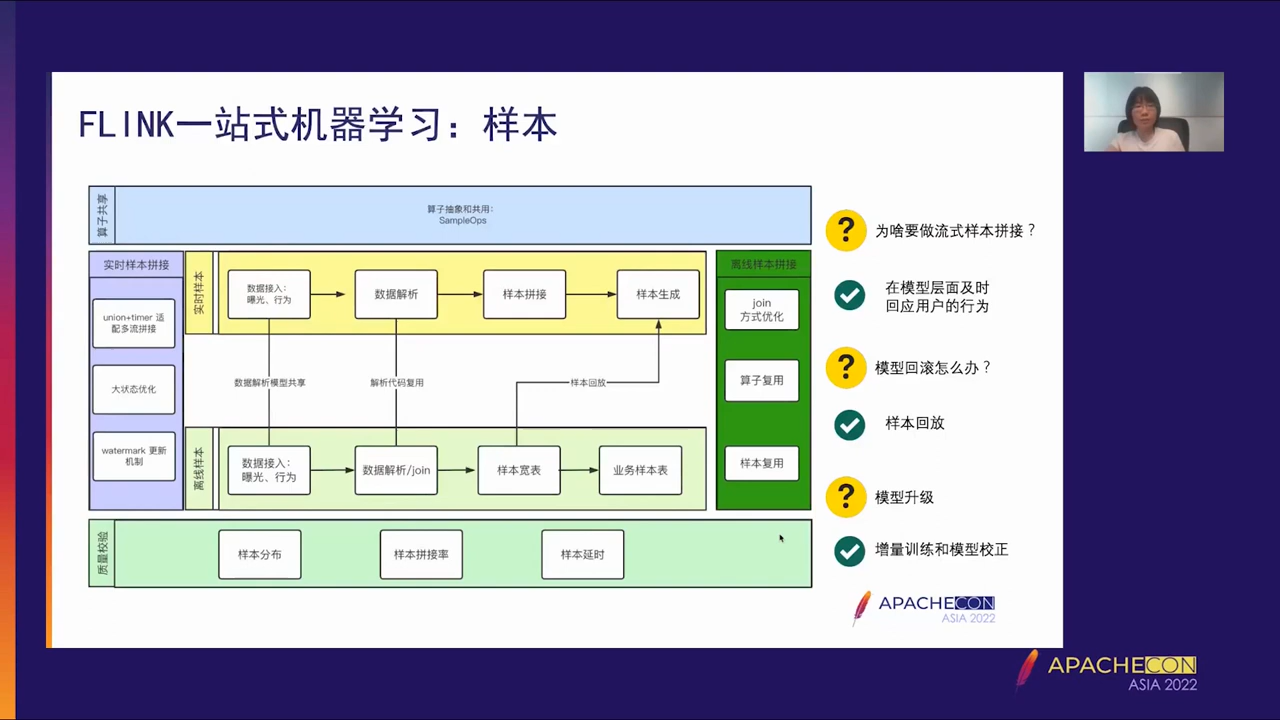 FLINK一站式机器学习：样本
算子共享
算子抽象和共用：
SampleOps
实时样本拼接
union+timer 适
配多流拼接
大状态优化
watermark 更新
机制
实时样本
数据接入：
曝光、行为
数据解析
样本拼接
样本生成
数据解析模型共享
解析代码复用
样本回放
离线样本
数据接入：
曝光、行为
数据解析/join
样本宽表
业务样本表
离线样本拼接
join
方式优化
算子复用
样本复用
质量校验
样本分布
样本拼接率
样本延时
?
为啥要做流式样本拼接？
在模型层面及时
回应用户的行为
?
模型回滚怎么办？
样本回放
?
模型升级
增量训练和模型校正
APACHECON
ASIA 2022
APACHECON
ASIA 2022